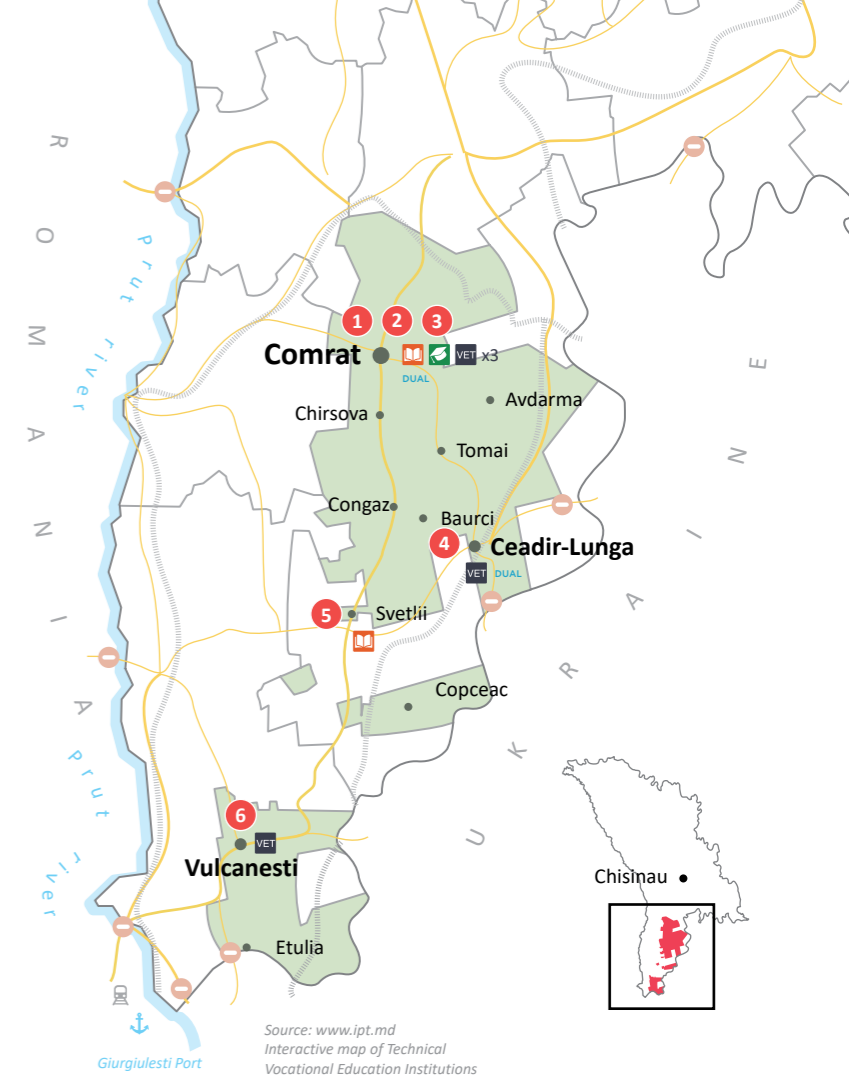 ROMANIA
Prut river
UKRAINE
1
2
3
Comrat
VET
x3
DUAL
Avdarma
Chirsova
Tomai
Congaz
Baurci
4
Ceadir-Lunga
VET
DUAL
5
Svetlii
Copceac
Prut river
6
VET
Vulcanesti
Chisinau
Etulia
Giurgiulesti Port
Source: www.ipt.md
Interactive map of Technical
Vocational Education Institutions